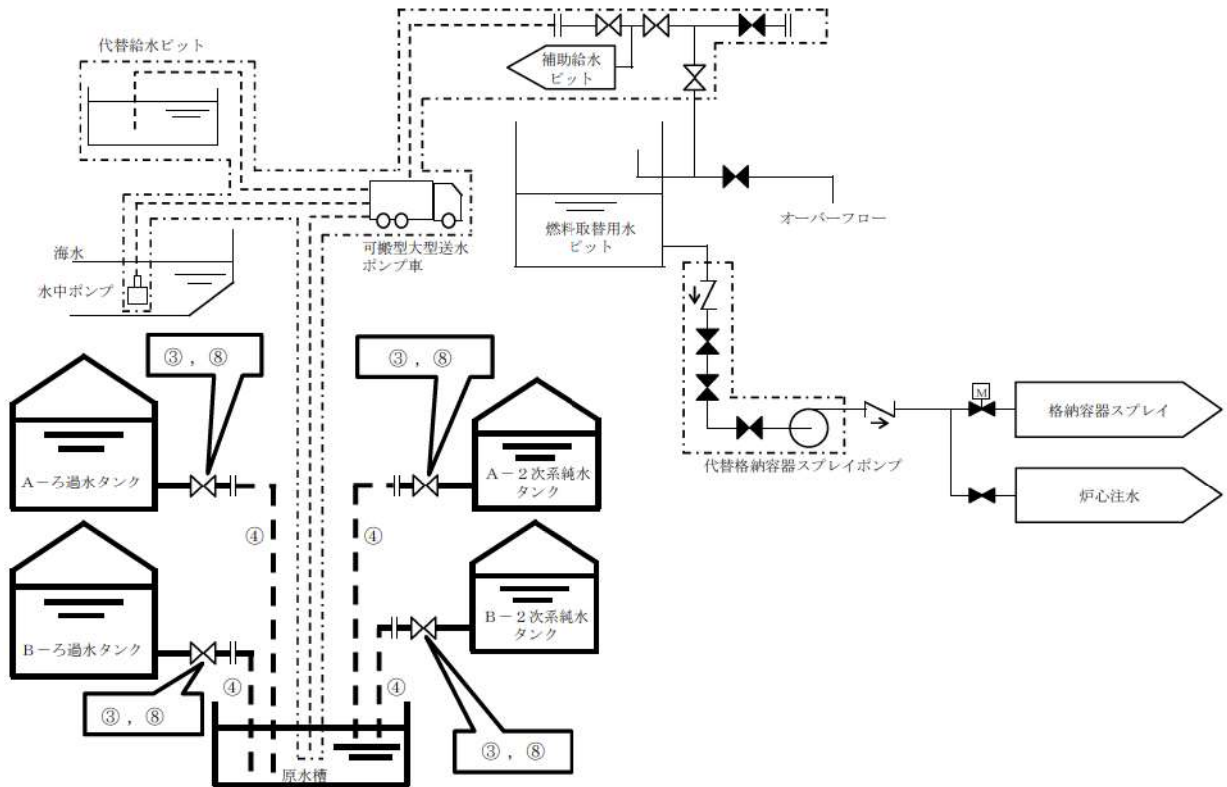 代替給水ピット
補助給水
ピット
オーバーフロー
燃料取替用水
ピット
可搬型大型送水
ポンプ車
海水
水中ポンプ
③，⑧
③，⑧
M
格納容器スプレイ
代替格納容器スプレイポンプ
A－ろ過水タンク
A－２次系純水
タンク
炉心注水
④
④
B－ろ過水タンク
B－２次系純水
タンク
④
④
③，⑧
③，⑧
原水槽